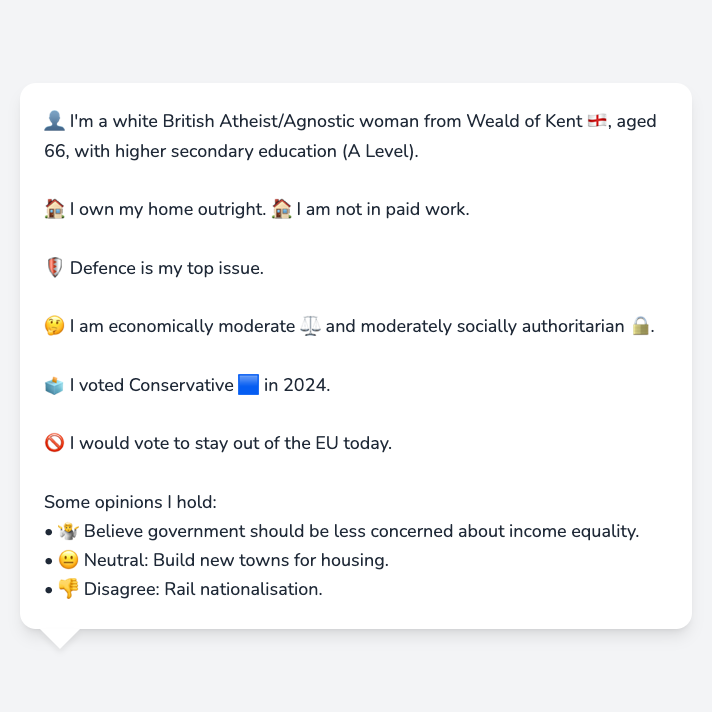 👤 I'm a white British Atheist/Agnostic woman from Weald of Kent 🏴󠁧󠁢󠁥󠁮󠁧󠁿, aged
66, with higher secondary education (A Level).
🏠 I own my home outright. 🏠 I am not in paid work.
🛡️ Defence is my top issue.
🤔 I am economically moderate ⚖️ and moderately socially authoritarian 🔒.
🗳️ I voted Conservative 🟦 in 2024.
🚫 I would vote to stay out of the EU today.
Some opinions I hold:
• 🤷 Believe government should be less concerned about income equality.
• 😐 Neutral: Build new towns for housing.
• 👎 Disagree: Rail nationalisation.